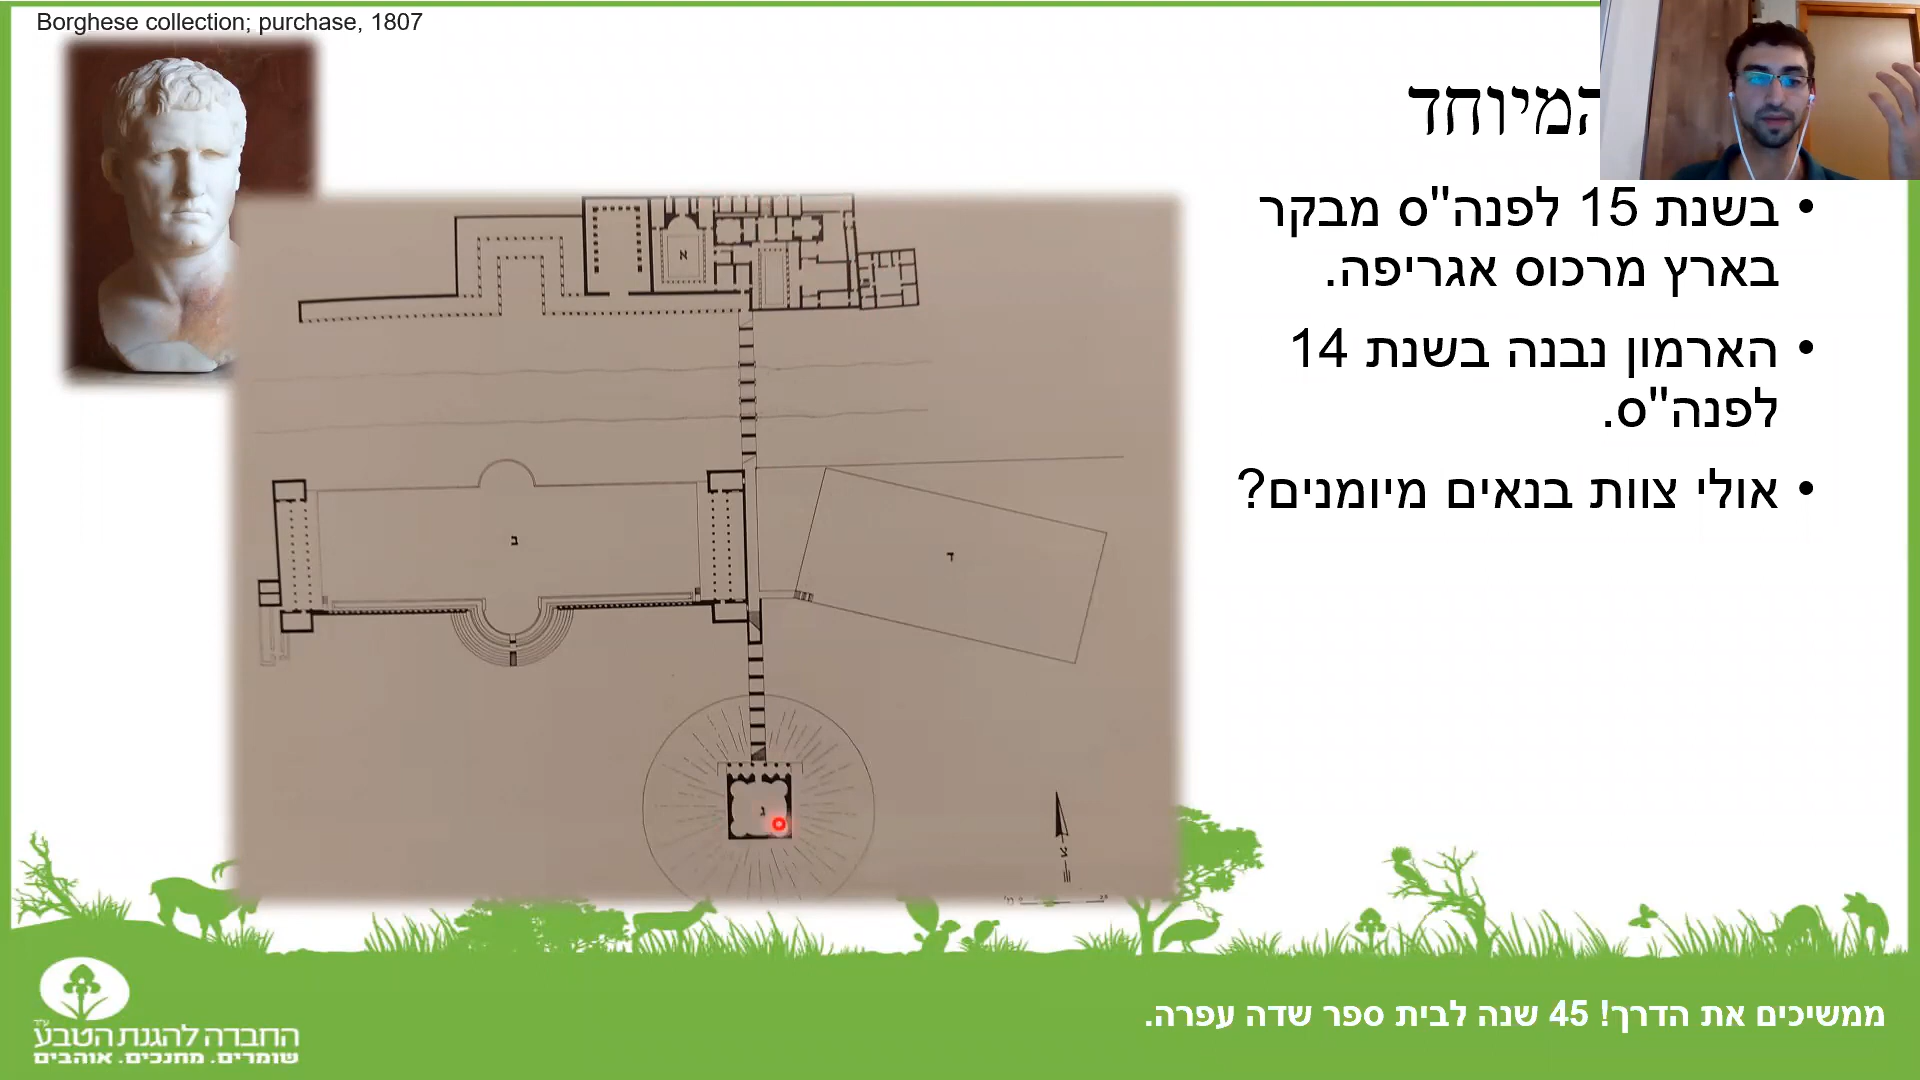 Borghese collection; purchase, 1807
המיוחד
• בשנת 15 לפנה"ס מבקר
בארץ מרכוס אגריפה.
• הארמון נבנה בשנת 14
לפנה"ס.
• אולי צוות בנאים מיומנים?
א
ב
ד
ג
צ
ממשיכים את הדרך! 45 שנה לבית ספר שדה עפרה.
החברה להגנת הטבע
שומרים. מחנכים. אוהבים